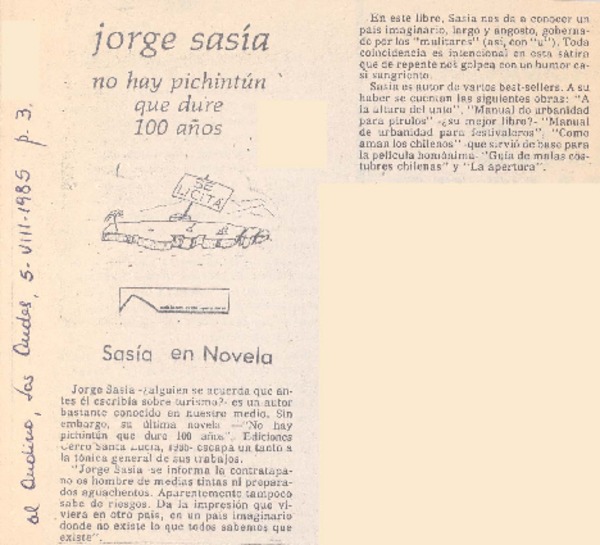 jorge sasía
no hay pichintún
que dure
100 años
SE
LICITA
Sasía en Novela
Jorge Sasía -¿alguien se acuerda que an-
tes él escribía sobre turismo?- es un autor
bastante conocido en nuestro medio. Sin
embargo, su última novela —"No hay
pichintún que dure 100 años". Ediciones
Cerro Santa Lucía, 1985- escapa un tanto a
la tónica general de sus trabajos.
"Jorge Sasía -se informa la contratapa-
no es hombre de medias tintas ni prepara-
dos aguachentos. Aparentemente tampoco
sabe de riesgos. Da la impresión que vi-
viera en otro país, en un país imaginario
donde no existe lo que todos sabemos que
existe".
En este libro, Sasía nos da a conocer un
país imaginario, largo y angosto, goberna-
do por los "mulitares" (así, con "u"). Toda
coincidencia es intencional en esta sátira
que de repente nos golpea con un humor ca-
si sangriento.
Sasía es autor de varios best-sellers. A su
haber se cuentan las siguientes obras: "A
la altura del unto", "Manual de urbanidad
para pirulos" -¿su mejor libro?- "Manual
de urbanidad para festivaleros", "Como
aman los chilenos" -que sirvió de base para
la película homónima- "Guía de malas cos-
tubres chilenas" y "La apertura".
el Andino, Los Andes, 5-VIII-1985 p. 3.